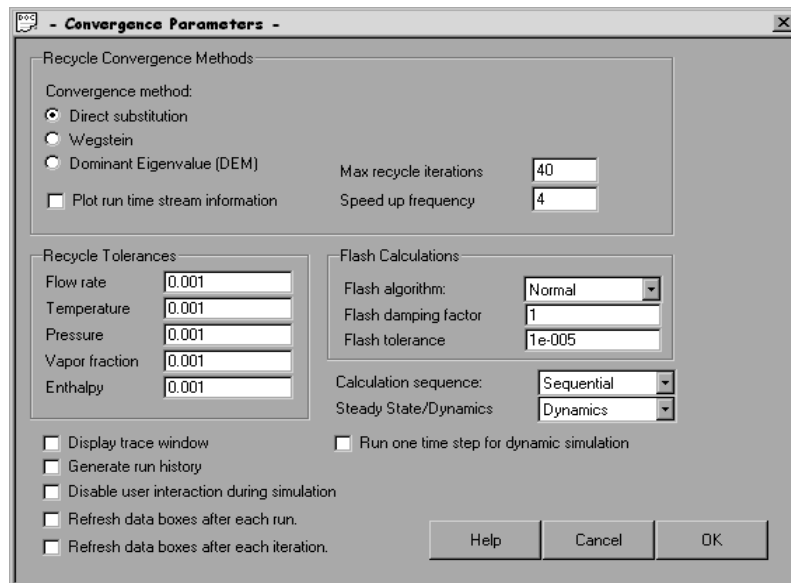 - Convergence Parameters -
Recycle Convergence Methods
Convergence method:
Direct substitution
Wegstein
Dominant Eigenvalue (DEM)
Max recycle iterations 40
Plot run time stream information
Speed up frequency 4
Recycle Tolerances
Flow rate 0.001
Temperature 0.001
Pressure 0.001
Vapor fraction 0.001
Enthalpy 0.001
Flash Calculations
Flash algorithm: Normal
Flash damping factor 1
Flash tolerance 1e-005
Calculation sequence: Sequential
Steady State/Dynamics Dynamics
Display trace window
Run one time step for dynamic simulation
Generate run history
Disable user interaction during simulation
Refresh data boxes after each run.
Refresh data boxes after each iteration.
Help Cancel OK